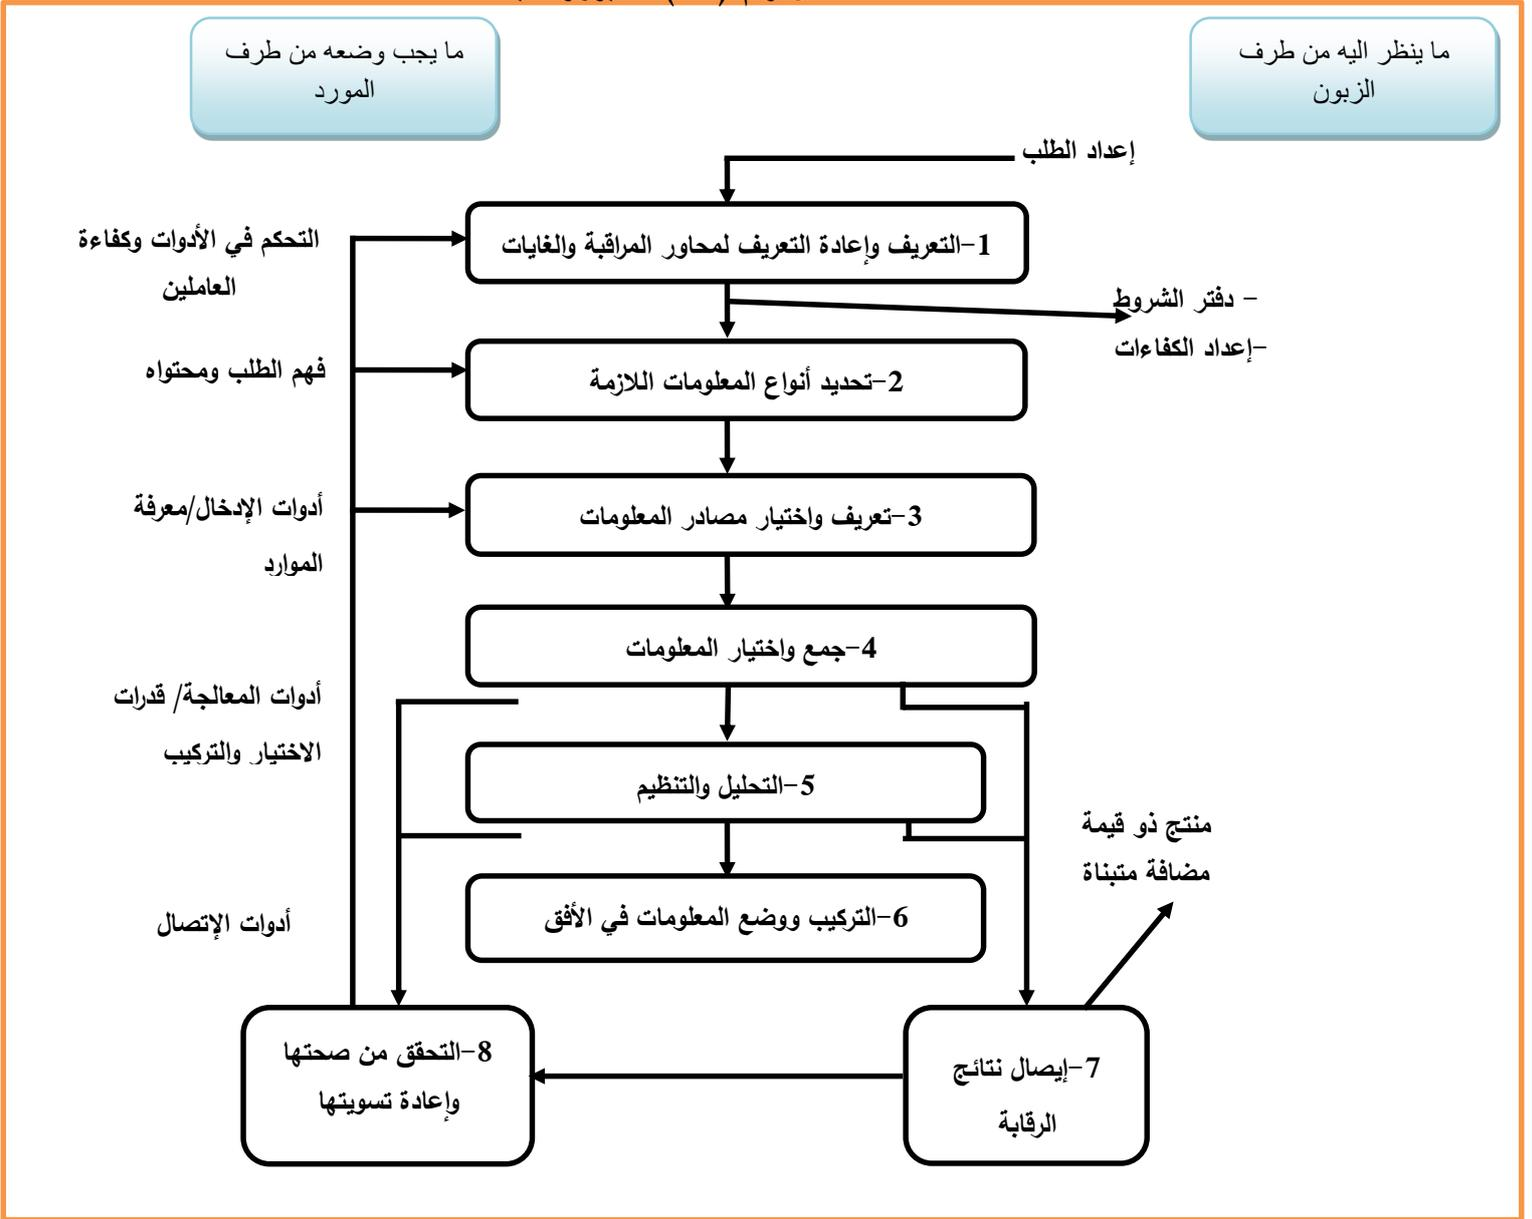 ما ينظر اليه من طرف
الزبون
ما يجب وضعه من طرف
المورد
إعداد الطلب
1-التعريف وإعادة التعريف لمحاور المراقبة والغايات
التحكم في الأدوات وكفاءة
العاملين
- دفتر الشروط
-إعداد الكفاءات
2-تحديد أنواع المعلومات اللازمة
فهم الطلب ومحتواه
3-تعريف واختيار مصادر المعلومات
أدوات الإدخال/معرفة
الموارد
4-جمع واختيار المعلومات
أدوات المعالجة/ قدرات
الاختيار والتركيب
5-التحليل والتنظيم
منتج ذو قيمة
مضافة متبناة
6-التركيب ووضع المعلومات في الأفق
أدوات الإتصال
7-إيصال نتائج
الرقابة
8-التحقق من صحتها
وإعادة تسويتها